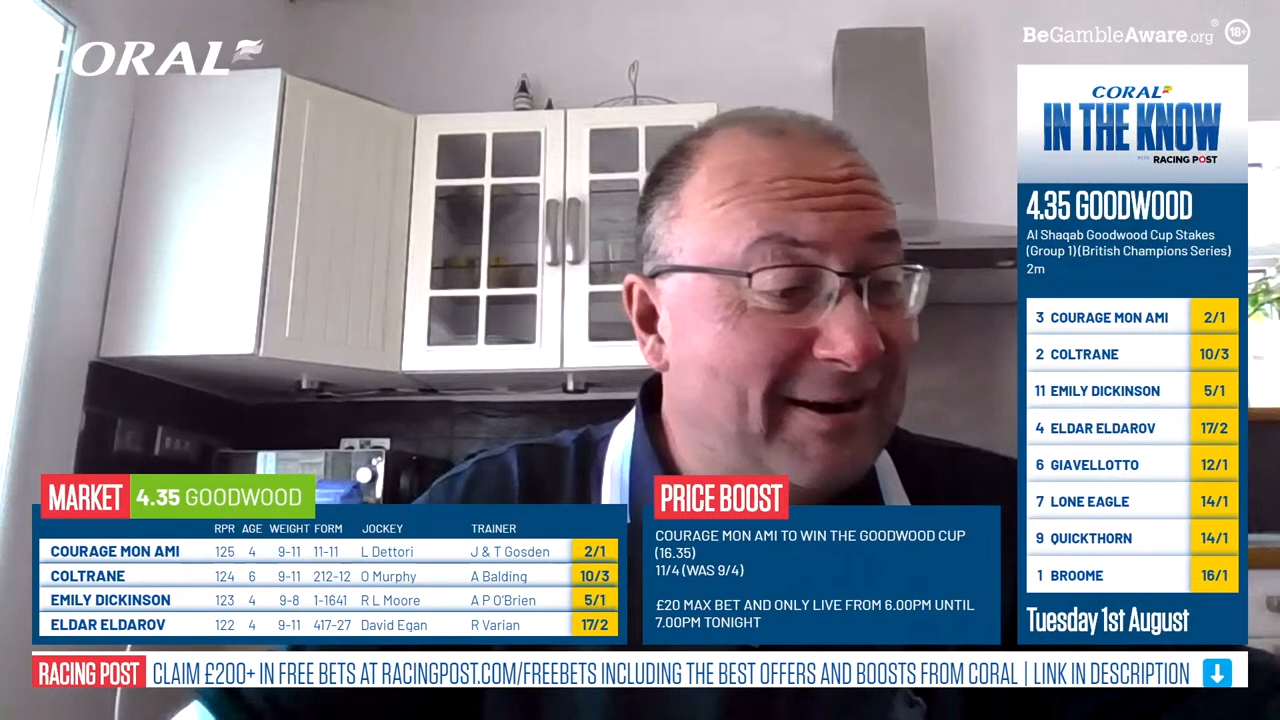 CORAL
BeGambleAware.org® 18+
CORAL
IN THE KNOW
WITH RACING POST
4.35 GOODWOOD
Al Shaqab Goodwood Cup Stakes
(Group 1)(British Champions Series)
2m
3 COURAGE MON AMI 2/1
2 COLTRANE 10/3
11 EMILY DICKINSON 5/1
4 ELDAR ELDAROV 17/2
6 GIAVELLOTTO 12/1
7 LONE EAGLE 14/1
9 QUICKTHORN 14/1
1 BROOME 16/1
Tuesday 1st August
MARKET 4.35 GOODWOOD
RPR AGE WEIGHT FORM JOCKEY TRAINER
COURAGE MON AMI 125 4 9-11 11-11 L Dettori J & T Gosden 2/1
COLTRANE 124 6 9-11 212-12 O Murphy A Balding 10/3
EMILY DICKINSON 123 4 9-8 1-1641 R L Moore A P O'Brien 5/1
ELDAR ELDAROV 122 4 9-11 417-27 David Egan R Varian 17/2
PRICE BOOST
COURAGE MON AMI TO WIN THE GOODWOOD CUP
(16.35)
11/4 (WAS 9/4)
£20 MAX BET AND ONLY LIVE FROM 6.00PM UNTIL
7.00PM TONIGHT
RACING POST CLAIM £200+ IN FREE BETS AT RACINGPOST.COM/FREEBETS INCLUDING THE BEST OFFERS AND BOOSTS FROM CORAL | LINK IN DESCRIPTION